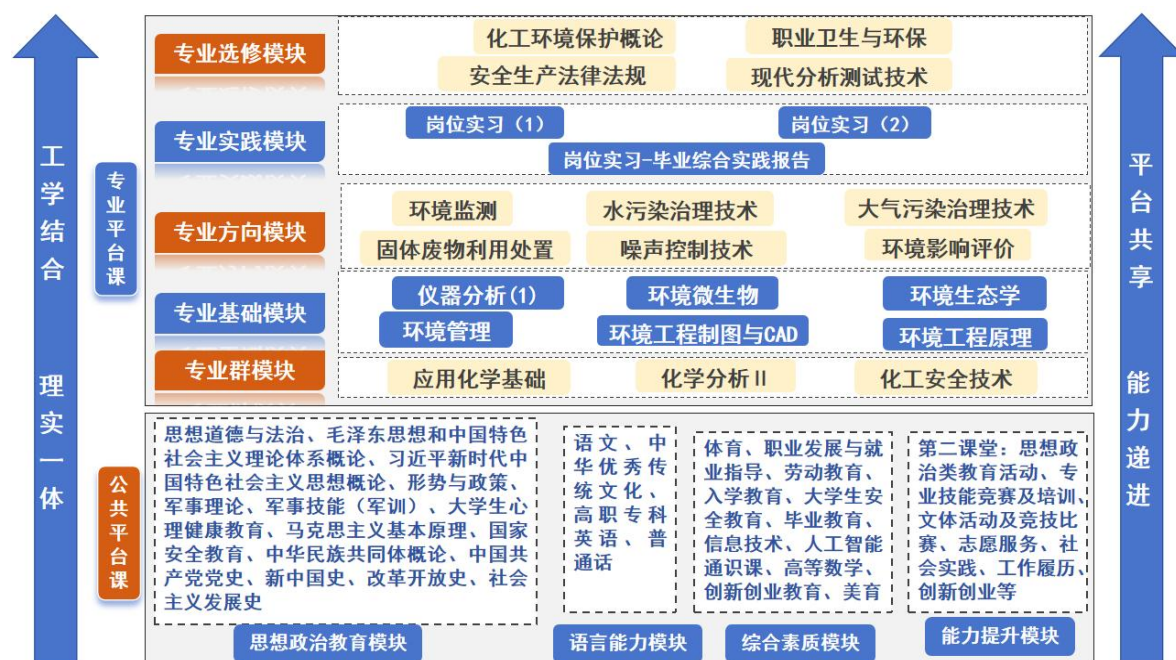 工学结合
理实一体
专业平台课
公共平台课
专业选修模块
化工环境保护概论
职业卫生与环保
安全生产法律法规
现代分析测试技术
专业实践模块
岗位实习（1）
岗位实习（2）
岗位实习-毕业综合实践报告
专业方向模块
环境监测
水污染治理技术
大气污染治理技术
固体废物利用处置
噪声控制技术
环境影响评价
专业基础模块
仪器分析(1)
环境微生物
环境生态学
环境管理
环境工程制图与CAD
环境工程原理
专业群模块
应用化学基础
化学分析Ⅱ
化工安全技术
思想道德与法治、毛泽东思想和中国特色
社会主义理论体系概论、习近平新时代中
国特色社会主义思想概论、形势与政策、
军事理论、军事技能（军训）、大学生心
理健康教育、马克思主义基本原理、国家
安全教育、中华民族共同体概论、中国共
产党党史、新中国史、改革开放史、社会
主义发展史
思想政治教育模块
语文、中
华优秀传
统文化、
高职专科
英语、普
通话
语言能力模块
体育、职业发展与就
业指导、劳动教育、
入学教育、大学生安
全教育、毕业教育、
信息技术、人工智能
通识课、高等数学、
创新创业教育、美育
综合素质模块
第二课堂：思想政
治类教育活动、专
业技能竞赛及培训、
文体活动及竞技比
赛、志愿服务、社
会实践、工作履历、
创新创业等
能力提升模块
平台共享
能力递进